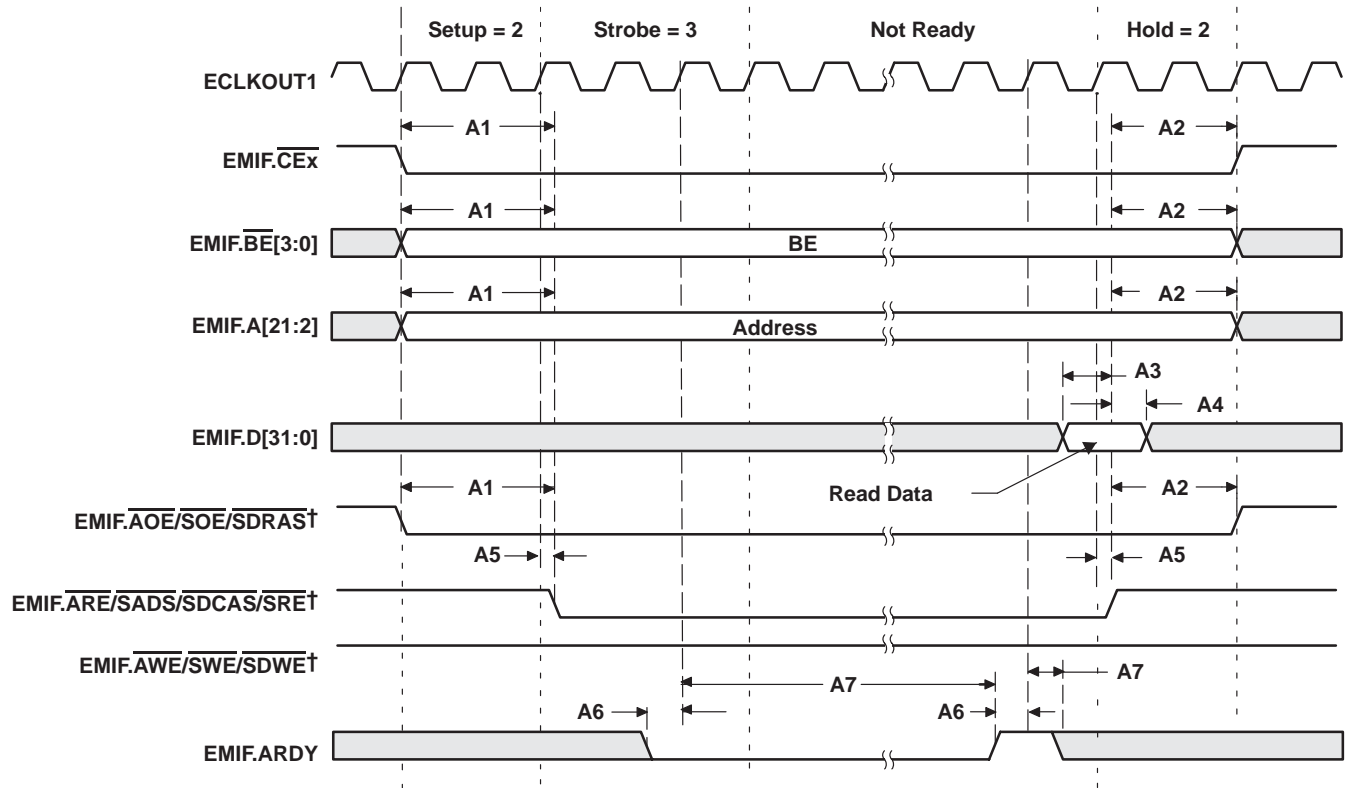 Setup = 2 Strobe = 3 Not Ready Hold = 2
ECLKOUT1
A1 A2
EMIF.CEx
A1 A2
EMIF.BE[3:0] BE
A1 A2
EMIF.A[21:2] Address
A3
A4
EMIF.D[31:0]
A1 Read Data A2
EMIF.AOE/SOE/SDRAS†
A5 A5
EMIF.ARE/SADS/SDCAS/SRE†
EMIF.AWE/SWE/SDWE†
A7 A7
A6 A6
EMIF.ARDY